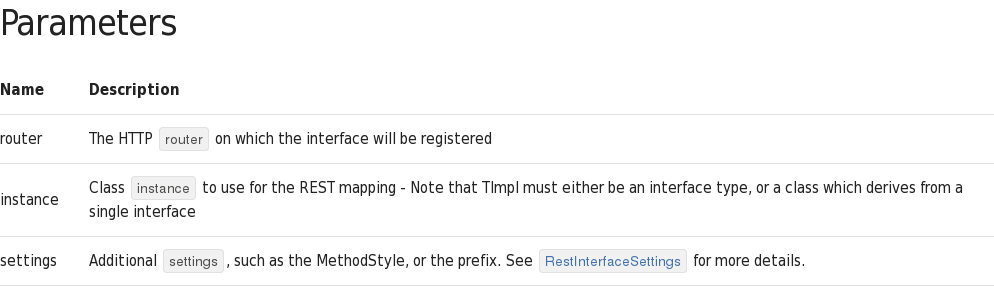 Parameters
Name Description
router The HTTP router on which the interface will be registered
instance Class instance to use for the REST mapping - Note that TImpl must either be an interface type, or a class which derives from a
single interface
settings Additional settings , such as the MethodStyle, or the prefix. See RestInterfaceSettings for more details.